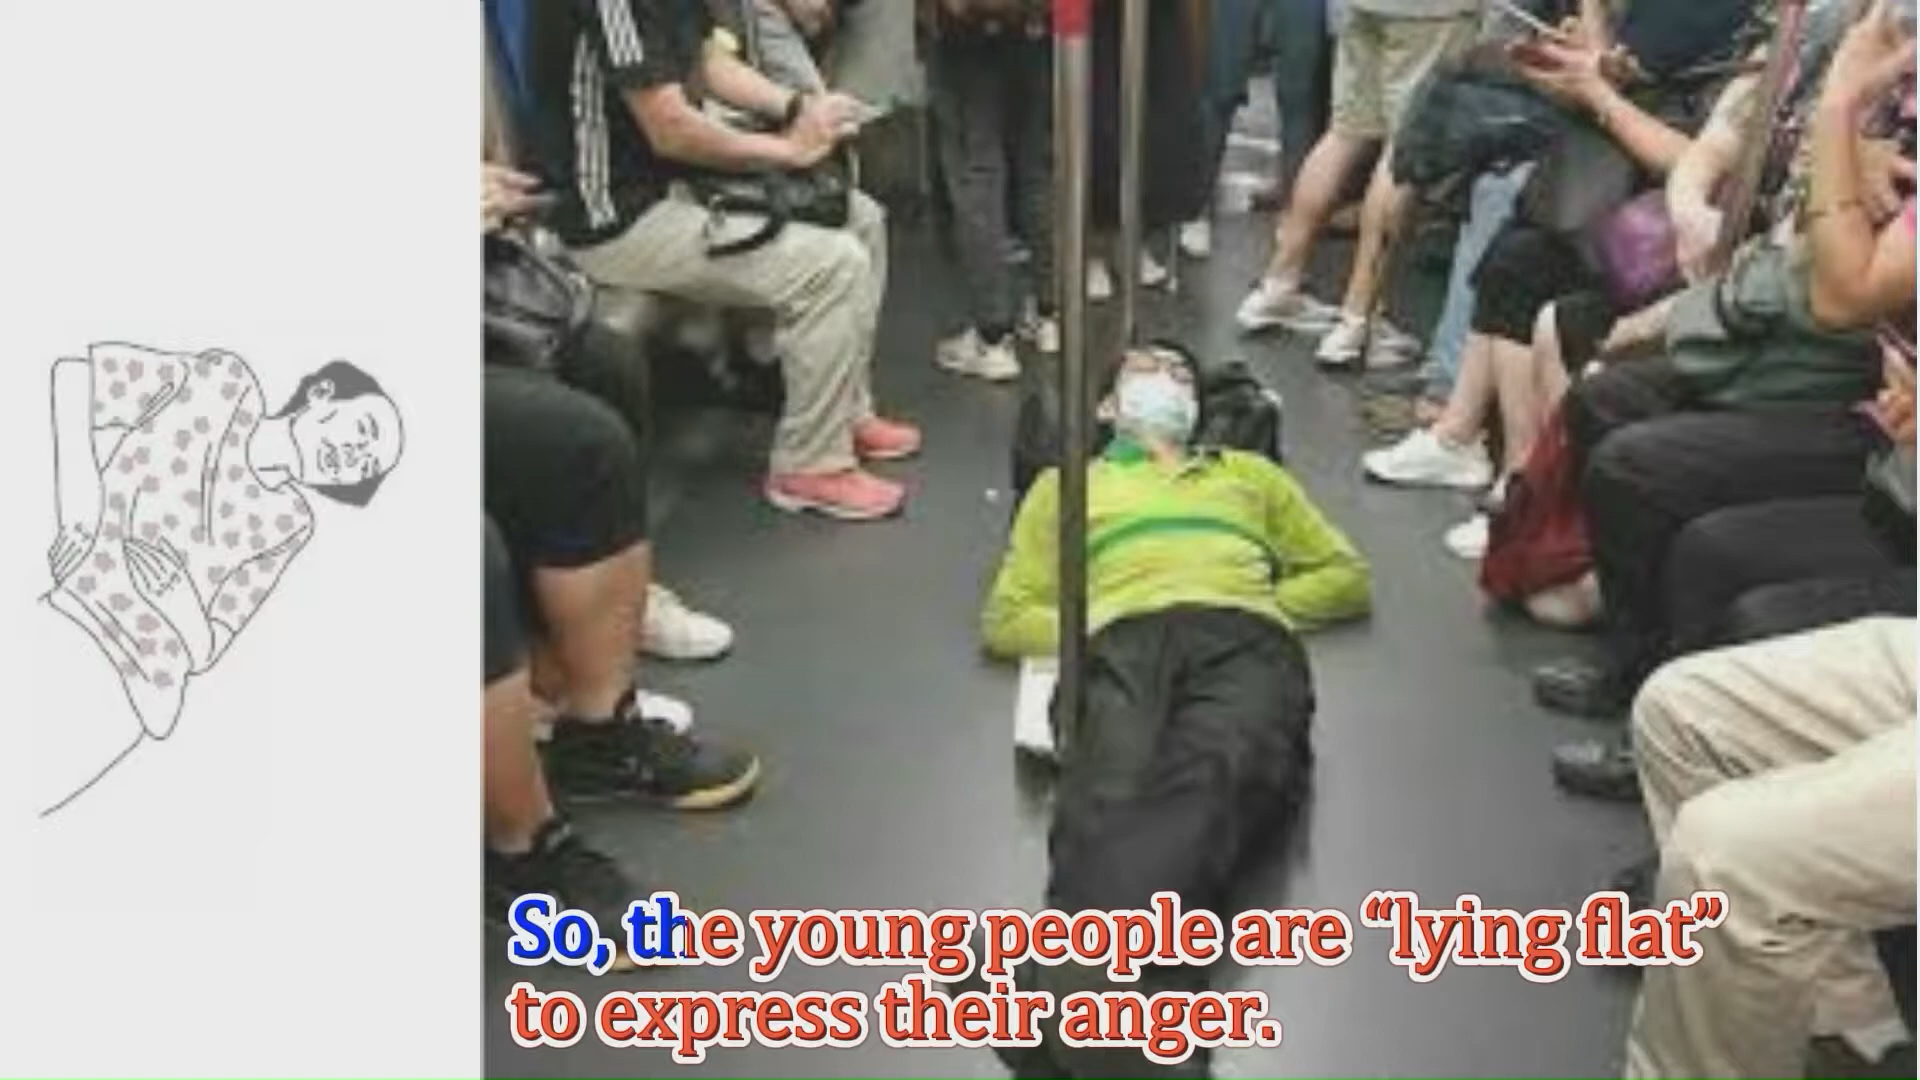 So, the young people are “lying flat”
to express their anger.